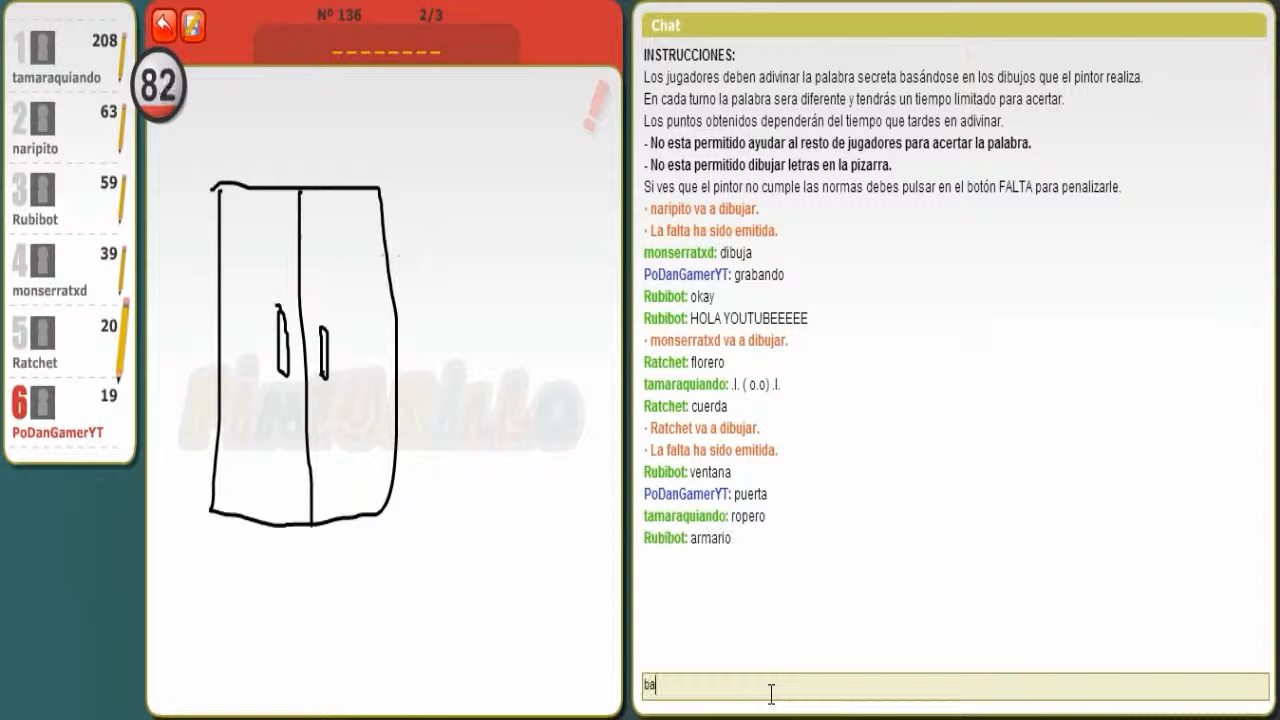 1 208
tamaraquiando
2 63
naripito
3 59
Rubibot
4 39
monserratxd
5 20
Ratchet
6 19
PoDanGamerYT
Nº 136 2/3
_ _ _ _ _ _ _ _
82
!
Chat
INSTRUCCIONES:
Los jugadores deben adivinar la palabra secreta basándose en los dibujos que el pintor realiza.
En cada turno la palabra sera diferente y tendrás un tiempo limitado para acertar.
Los puntos obtenidos dependerán del tiempo que tardes en adivinar.
- No esta permitido ayudar al resto de jugadores para acertar la palabra.
- No esta permitido dibujar letras en la pizarra.
Si ves que el pintor no cumple las normas debes pulsar en el botón FALTA para penalizarle.
· naripito va a dibujar.
· La falta ha sido emitida.
monserratxd: dibuja
PoDanGamerYT: grabando
Rubibot: okay
Rubibot: HOLA YOUTUBEEEEE
· monserratxd va a dibujar.
Ratchet: florero
tamaraquiando: .l. ( o.o) .l.
Ratchet: cuerda
· Ratchet va a dibujar.
· La falta ha sido emitida.
Rubibot: ventana
PoDanGamerYT: puerta
tamaraquiando: ropero
Rubibot: armario
ba